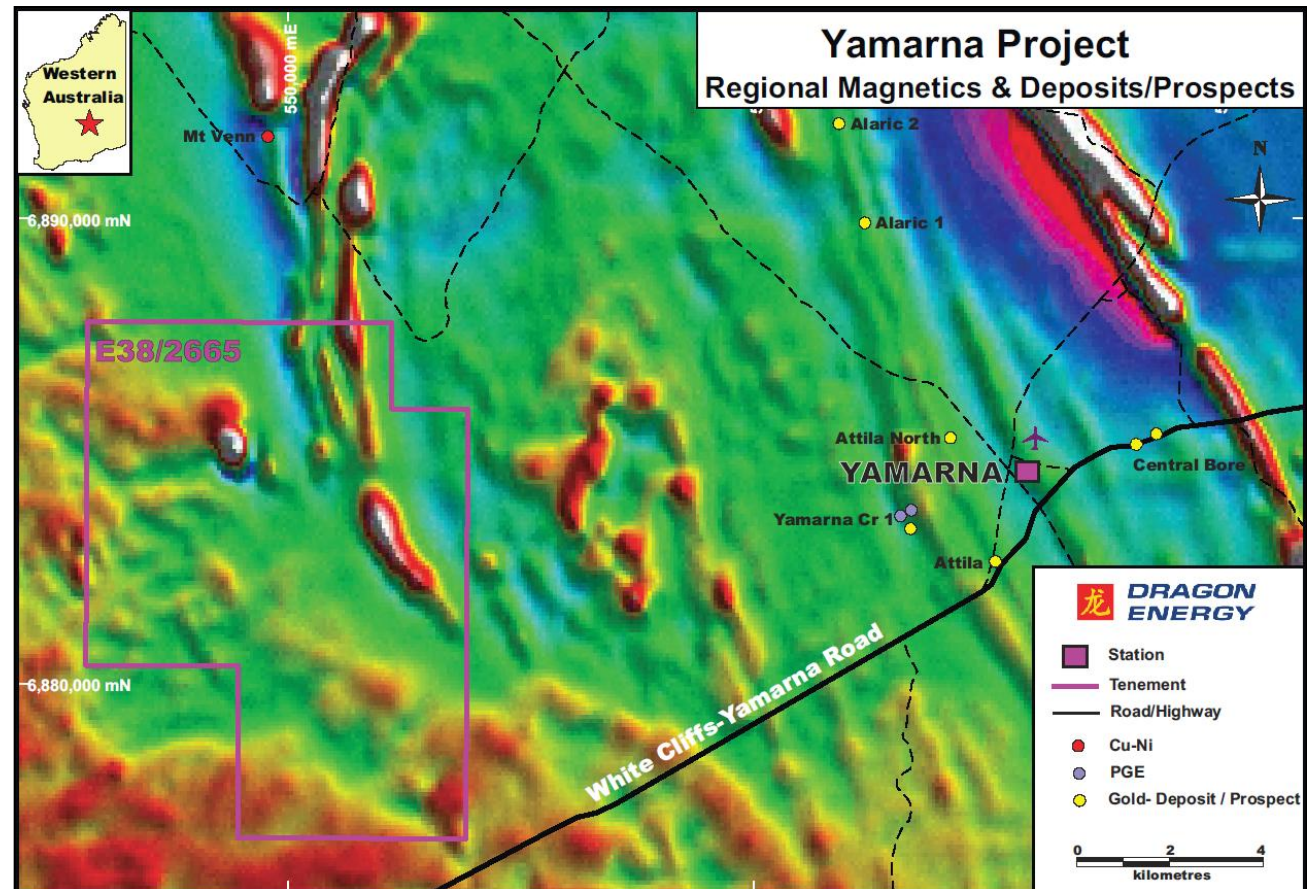 Yamarna Project
Regional Magnetics & Deposits/Prospects
Western
Australia
550,000 mE
Mt Venn
Alaric 2
N
6,890,000 mN
Alaric 1
E38/2665
Attila North
YAMARNA
Central Bore
Yamarna Cr 1
Attila
White Cliffs-Yamarna Road
6,880,000 mN
龙
DRAGON
ENERGY
Station
Tenement
Road/Highway
Cu-Ni
PGE
Gold- Deposit / Prospect
0 2 4
kilometres